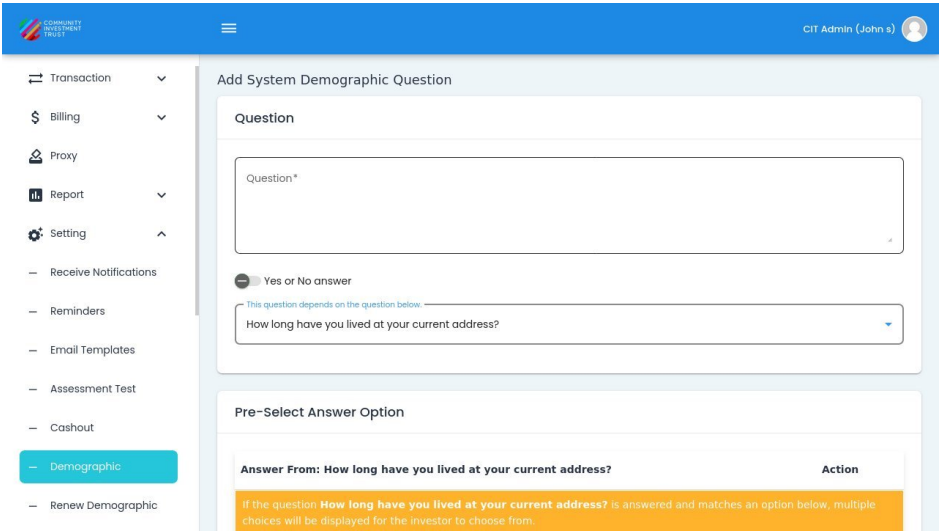 COMMUNITY
INVESTMENT
TRUST
CIT Admin (John s)
Transaction
Billing
Proxy
Report
Setting
Receive Notifications
Reminders
Email Templates
Assessment Test
Cashout
Demographic
Renew Demographic
Add System Demographic Question
Question
Question*
Yes or No answer
This question depends on the question below.
How long have you lived at your current address?
Pre-Select Answer Option
Answer From: How long have you lived at your current address? Action
If the question How long have you lived at your current address? is answered and matches an option below, multiple
choices will be displayed for the investor to choose from.